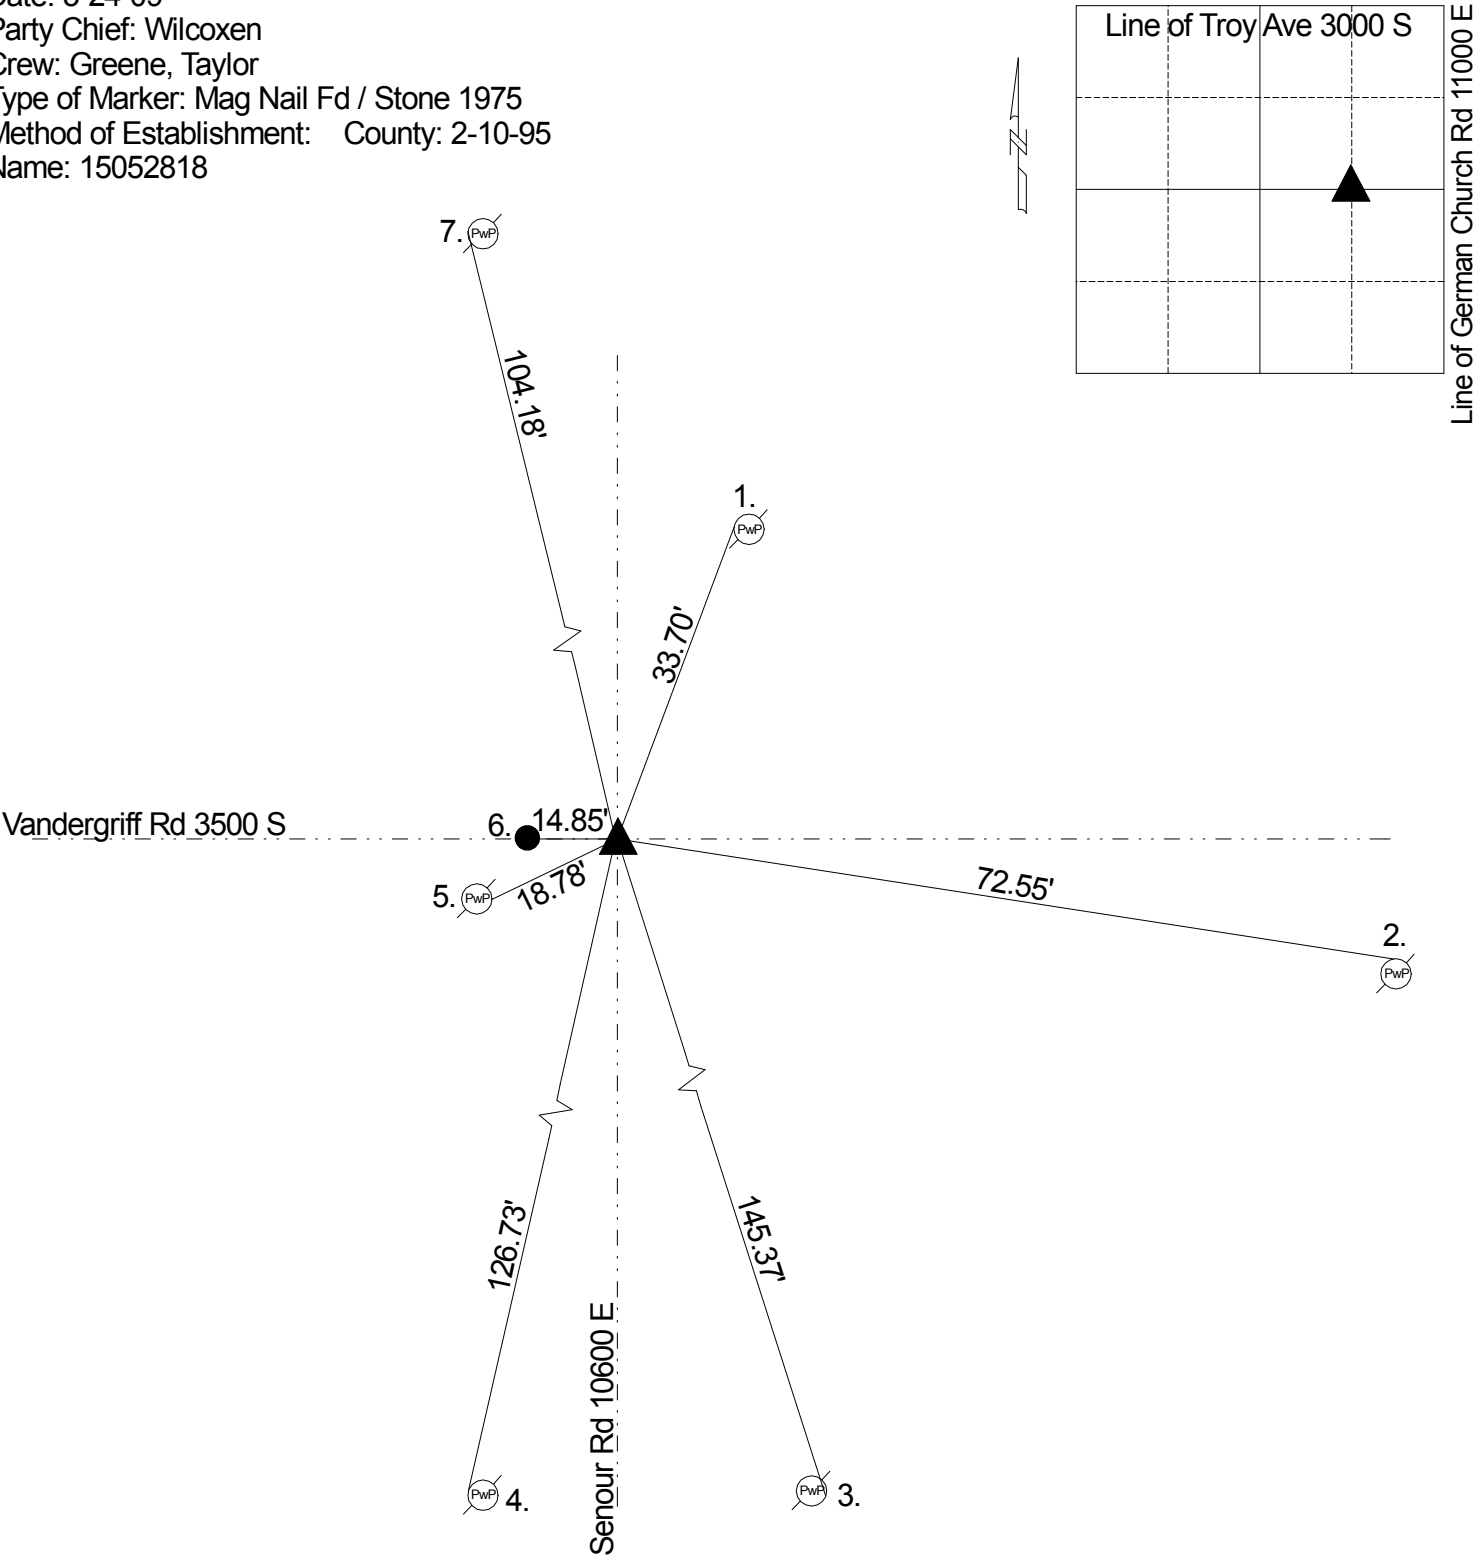 Party Chief: Wilcoxen
Crew: Greene, Taylor
Type of Marker: Mag Nail Fd / Stone 1975
Method of Establishment: County: 2-10-95
Name: 15052818
Line of Troy Ave 3000 S
Line of German Church Rd 11000 E
N
7. PwP
104.18'
1.
PwP
33.70'
Vandergriff Rd 3500 S
6. 14.85'
5. PwP
18.78'
72.55'
2.
PwP
126.73'
145.37'
Senour Rd 10600 E
PwP 4.
PwP 3.